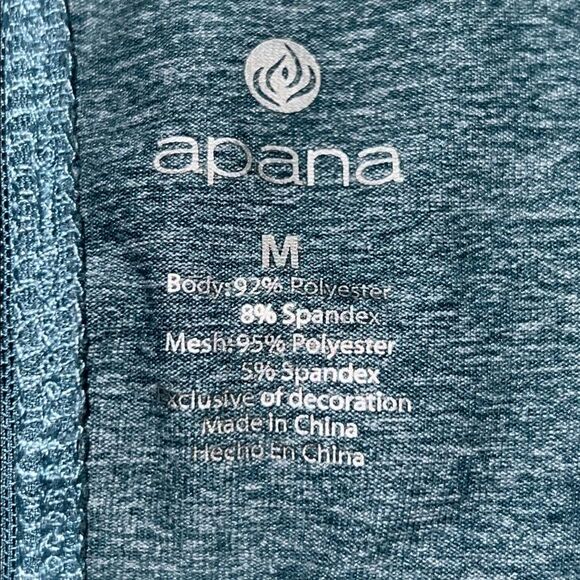 apana
M
Body: 92% Polyester
8% Spandex
Mesh: 95% Polyester
5% Spandex
Exclusive of decoration
Made in China
Hecho En China